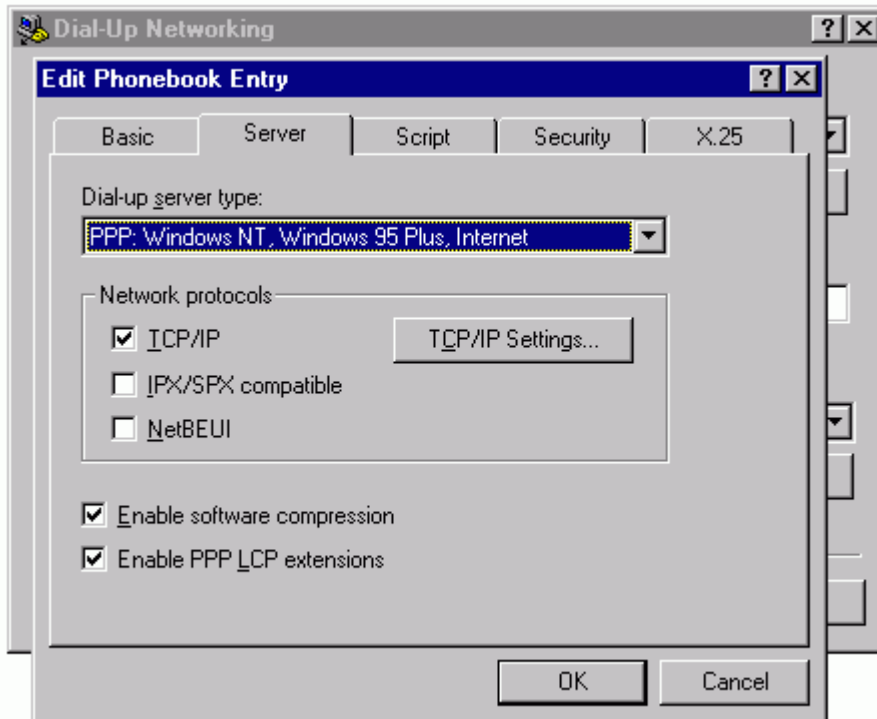 Dial-Up Networking
Edit Phonebook Entry
Basic Server Script Security X.25
Dial-up server type:
PPP: Windows NT, Windows 95 Plus, Internet
Network protocols
TCP/IP TCP/IP Settings...
IPX/SPX compatible
NetBEUI
Enable software compression
Enable PPP LCP extensions
OK Cancel